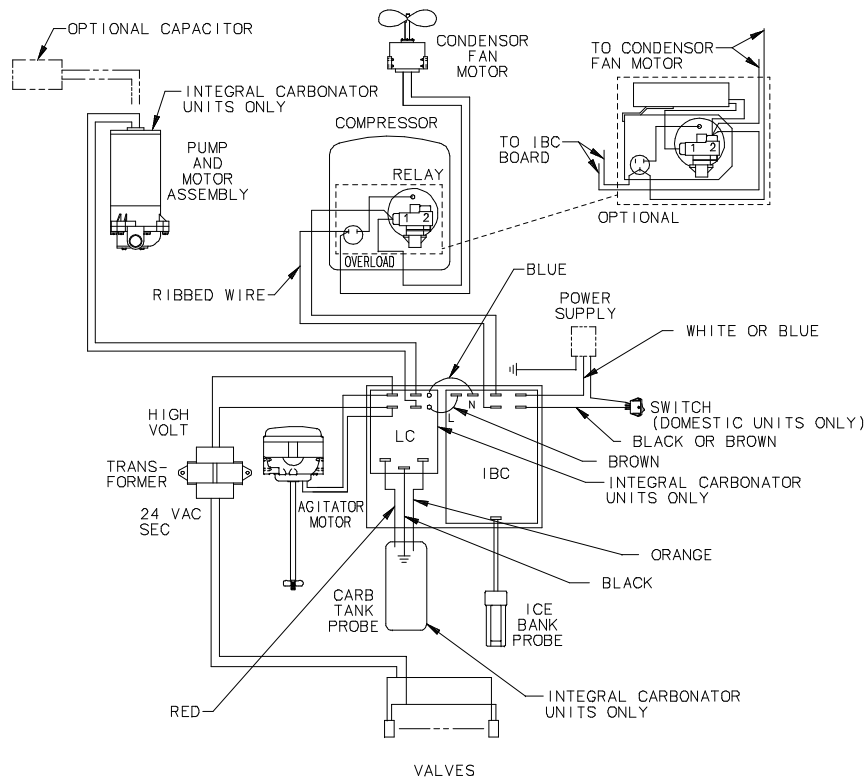 OPTIONAL CAPACITOR
INTEGRAL CARBONATOR
UNITS ONLY
PUMP
AND
MOTOR
ASSEMBLY
CONDENSOR
FAN
MOTOR
COMPRESSOR
RELAY
1 2
OVERLOAD
RIBBED WIRE
TO CONDENSOR
FAN MOTOR
TO IBC
BOARD
1 2
OPTIONAL
BLUE
POWER
SUPPLY
WHITE OR BLUE
SWITCH
(DOMESTIC UNITS ONLY)
BLACK OR BROWN
BROWN
INTEGRAL CARBONATOR
UNITS ONLY
N
L
LC
IBC
HIGH
VOLT
TRANS-
FORMER
24 VAC
SEC
AGITATOR
MOTOR
ORANGE
BLACK
CARB
TANK
PROBE
ICE
BANK
PROBE
RED
INTEGRAL CARBONATOR
UNITS ONLY
VALVES